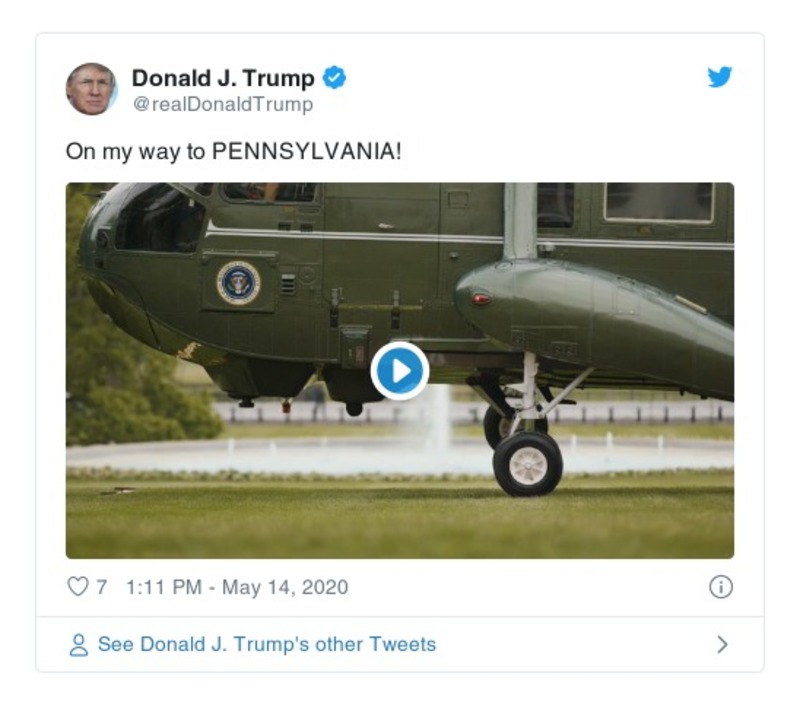 Donald J. Trump
@realDonaldTrump
On my way to PENNSYLVANIA!
7 1:11 PM - May 14, 2020
See Donald J. Trump's other Tweets